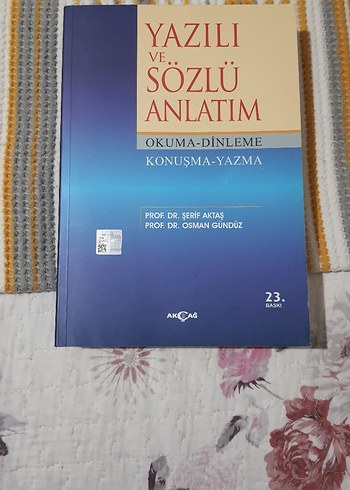 YAZILI
VE
SÖZLÜ
ANLATIM
OKUMA-DİNLEME
KONUŞMA-YAZMA
PROF. DR. ŞERİF AKTAŞ
PROF. DR. OSMAN GÜNDÜZ
23.
BASKI
AKÇAĞ